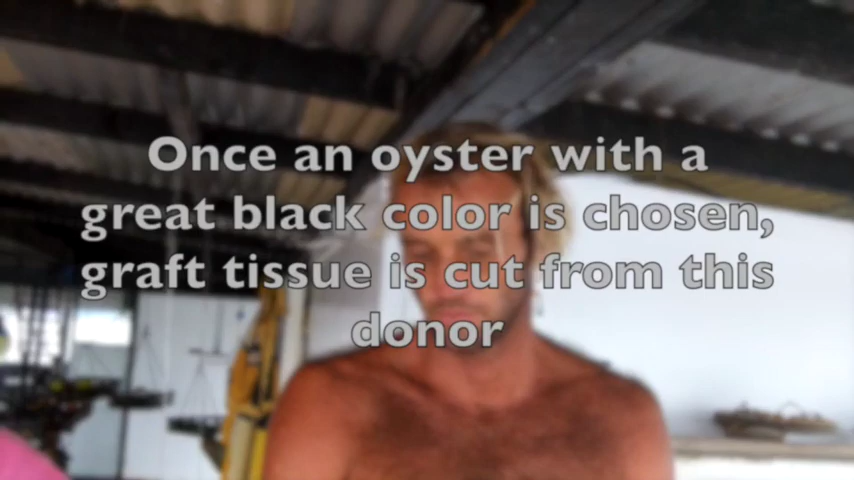 Once an oyster with a
great black color is chosen,
graft tissue is cut from this
donor